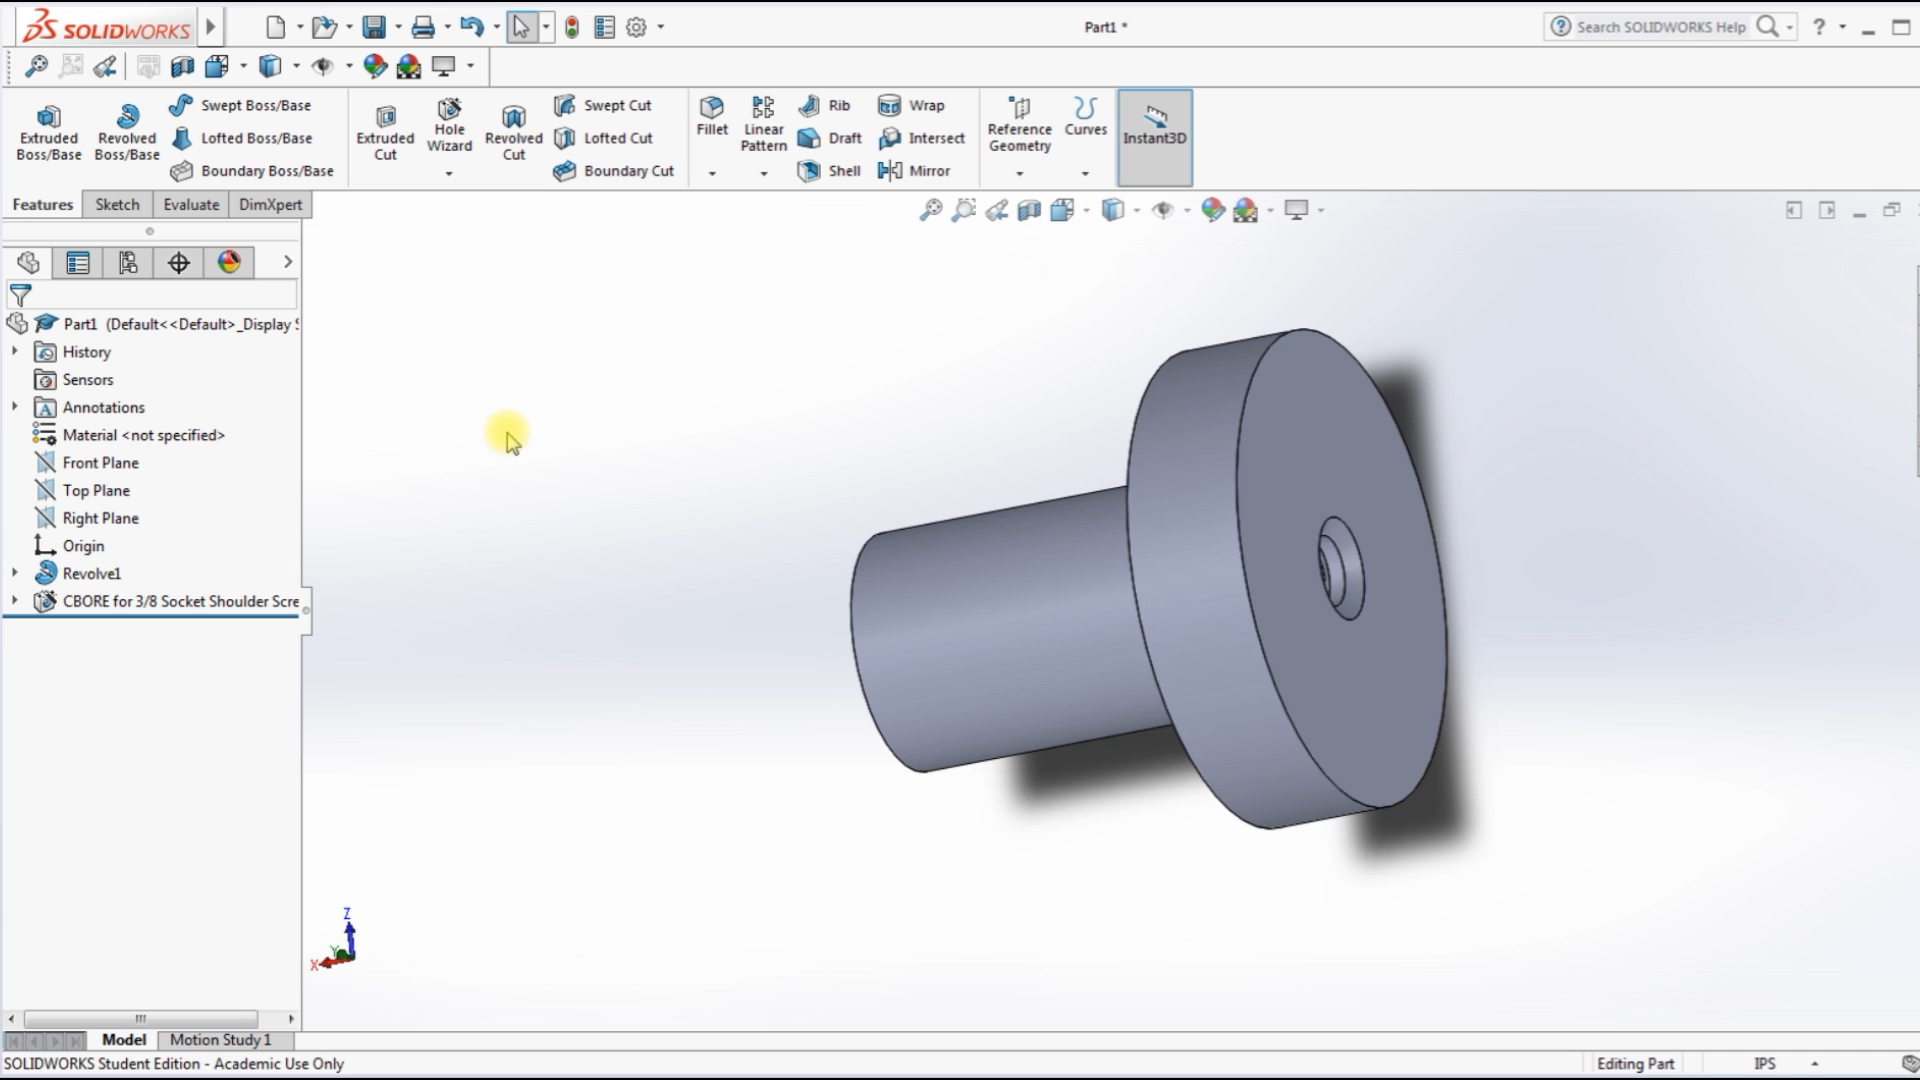 SOLIDWORKS
Part1 *
Search SOLIDWORKS Help
?
Extruded Boss/Base
Revolved Boss/Base
Swept Boss/Base
Lofted Boss/Base
Boundary Boss/Base
Extruded Cut
Hole Wizard
Revolved Cut
Swept Cut
Lofted Cut
Boundary Cut
Fillet
Linear Pattern
Rib
Draft
Shell
Wrap
Intersect
Mirror
Reference Geometry
Curves
Instant3D
Features
Sketch
Evaluate
DimXpert
Part1 (Default<<Default>_Display S
History
Sensors
Annotations
Material <not specified>
Front Plane
Top Plane
Right Plane
Origin
Revolve1
CBORE for 3/8 Socket Shoulder Scre
Z
Y
X
Model
Motion Study 1
SOLIDWORKS Student Edition - Academic Use Only
Editing Part
IPS